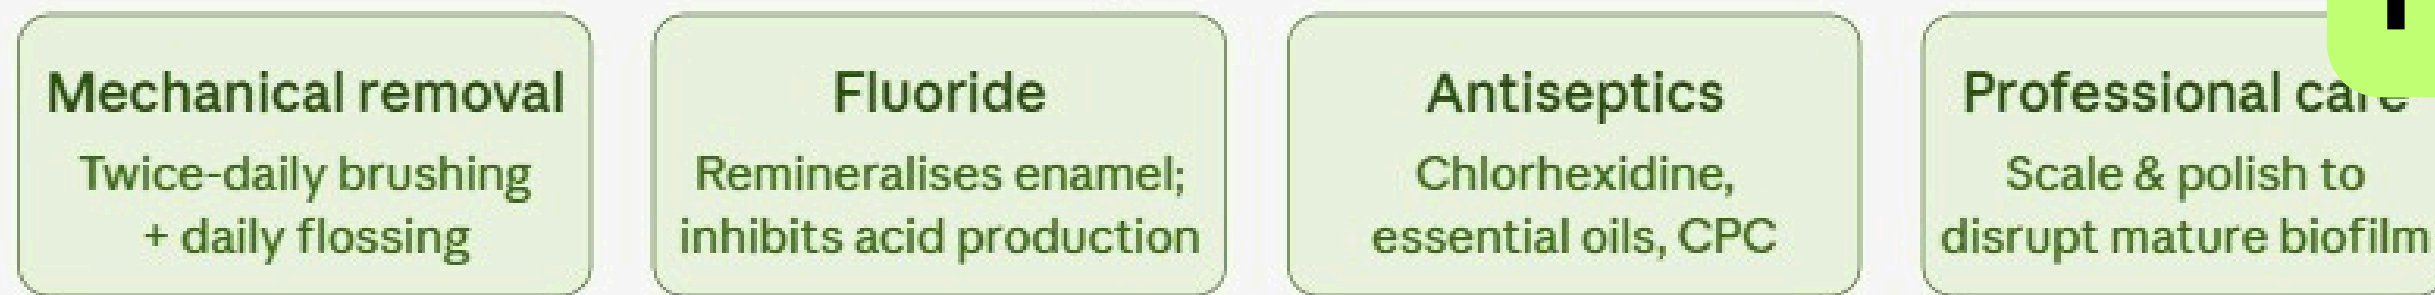 Mechanical removal
Twice-daily brushing
+ daily flossing
Fluoride
Remineralises enamel;
inhibits acid production
Antiseptics
Chlorhexidine,
essential oils, CPC
Professional care
Scale & polish to
disrupt mature biofilm